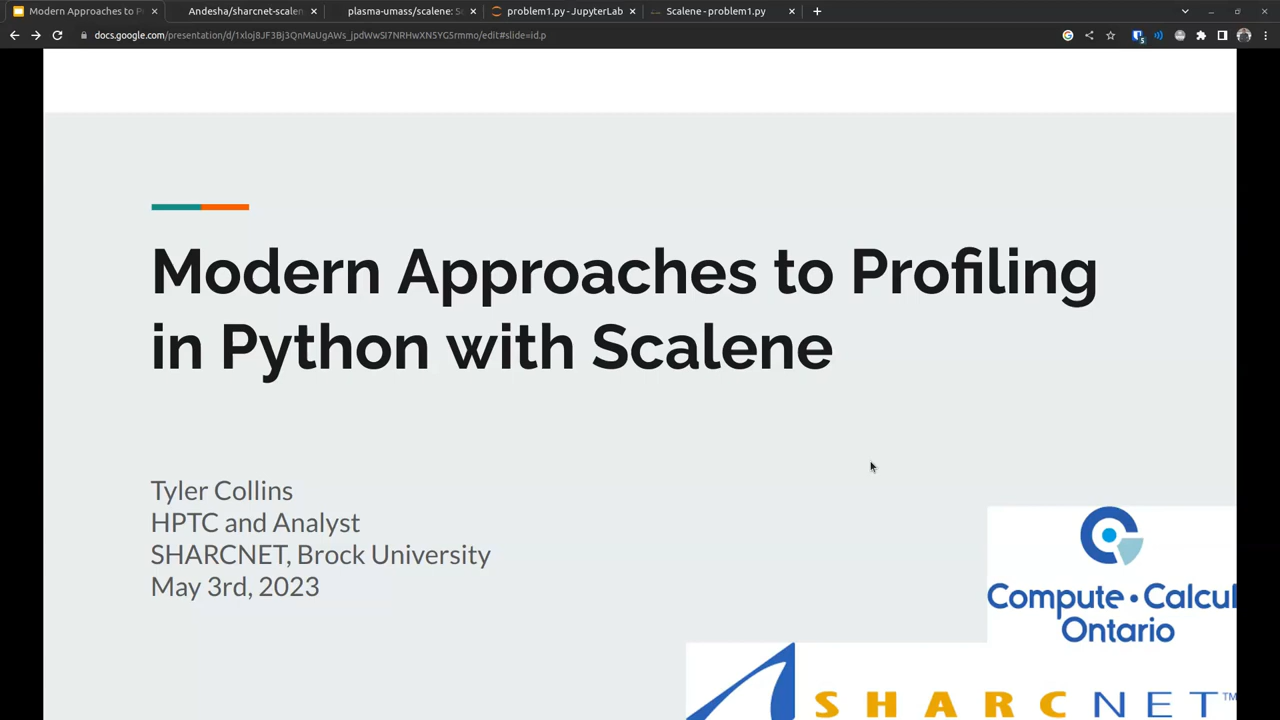 Modern Approaches to P
Andesha/sharcnet-scalen
plasma-umass/scalene: Sc
problem1.py - JupyterLab
Scalene - problem1.py
docs.google.com/presentation/d/1xloj8JF3Bj3QnMaUgAWs_jpdWwSI7NRHwXN5YG5rmmo/edit#slide=id.p
Modern Approaches to Profiling
in Python with Scalene
Tyler Collins
HPTC and Analyst
SHARCNET, Brock University
May 3rd, 2023
Compute • Calcul
Ontario
SHARCNET™